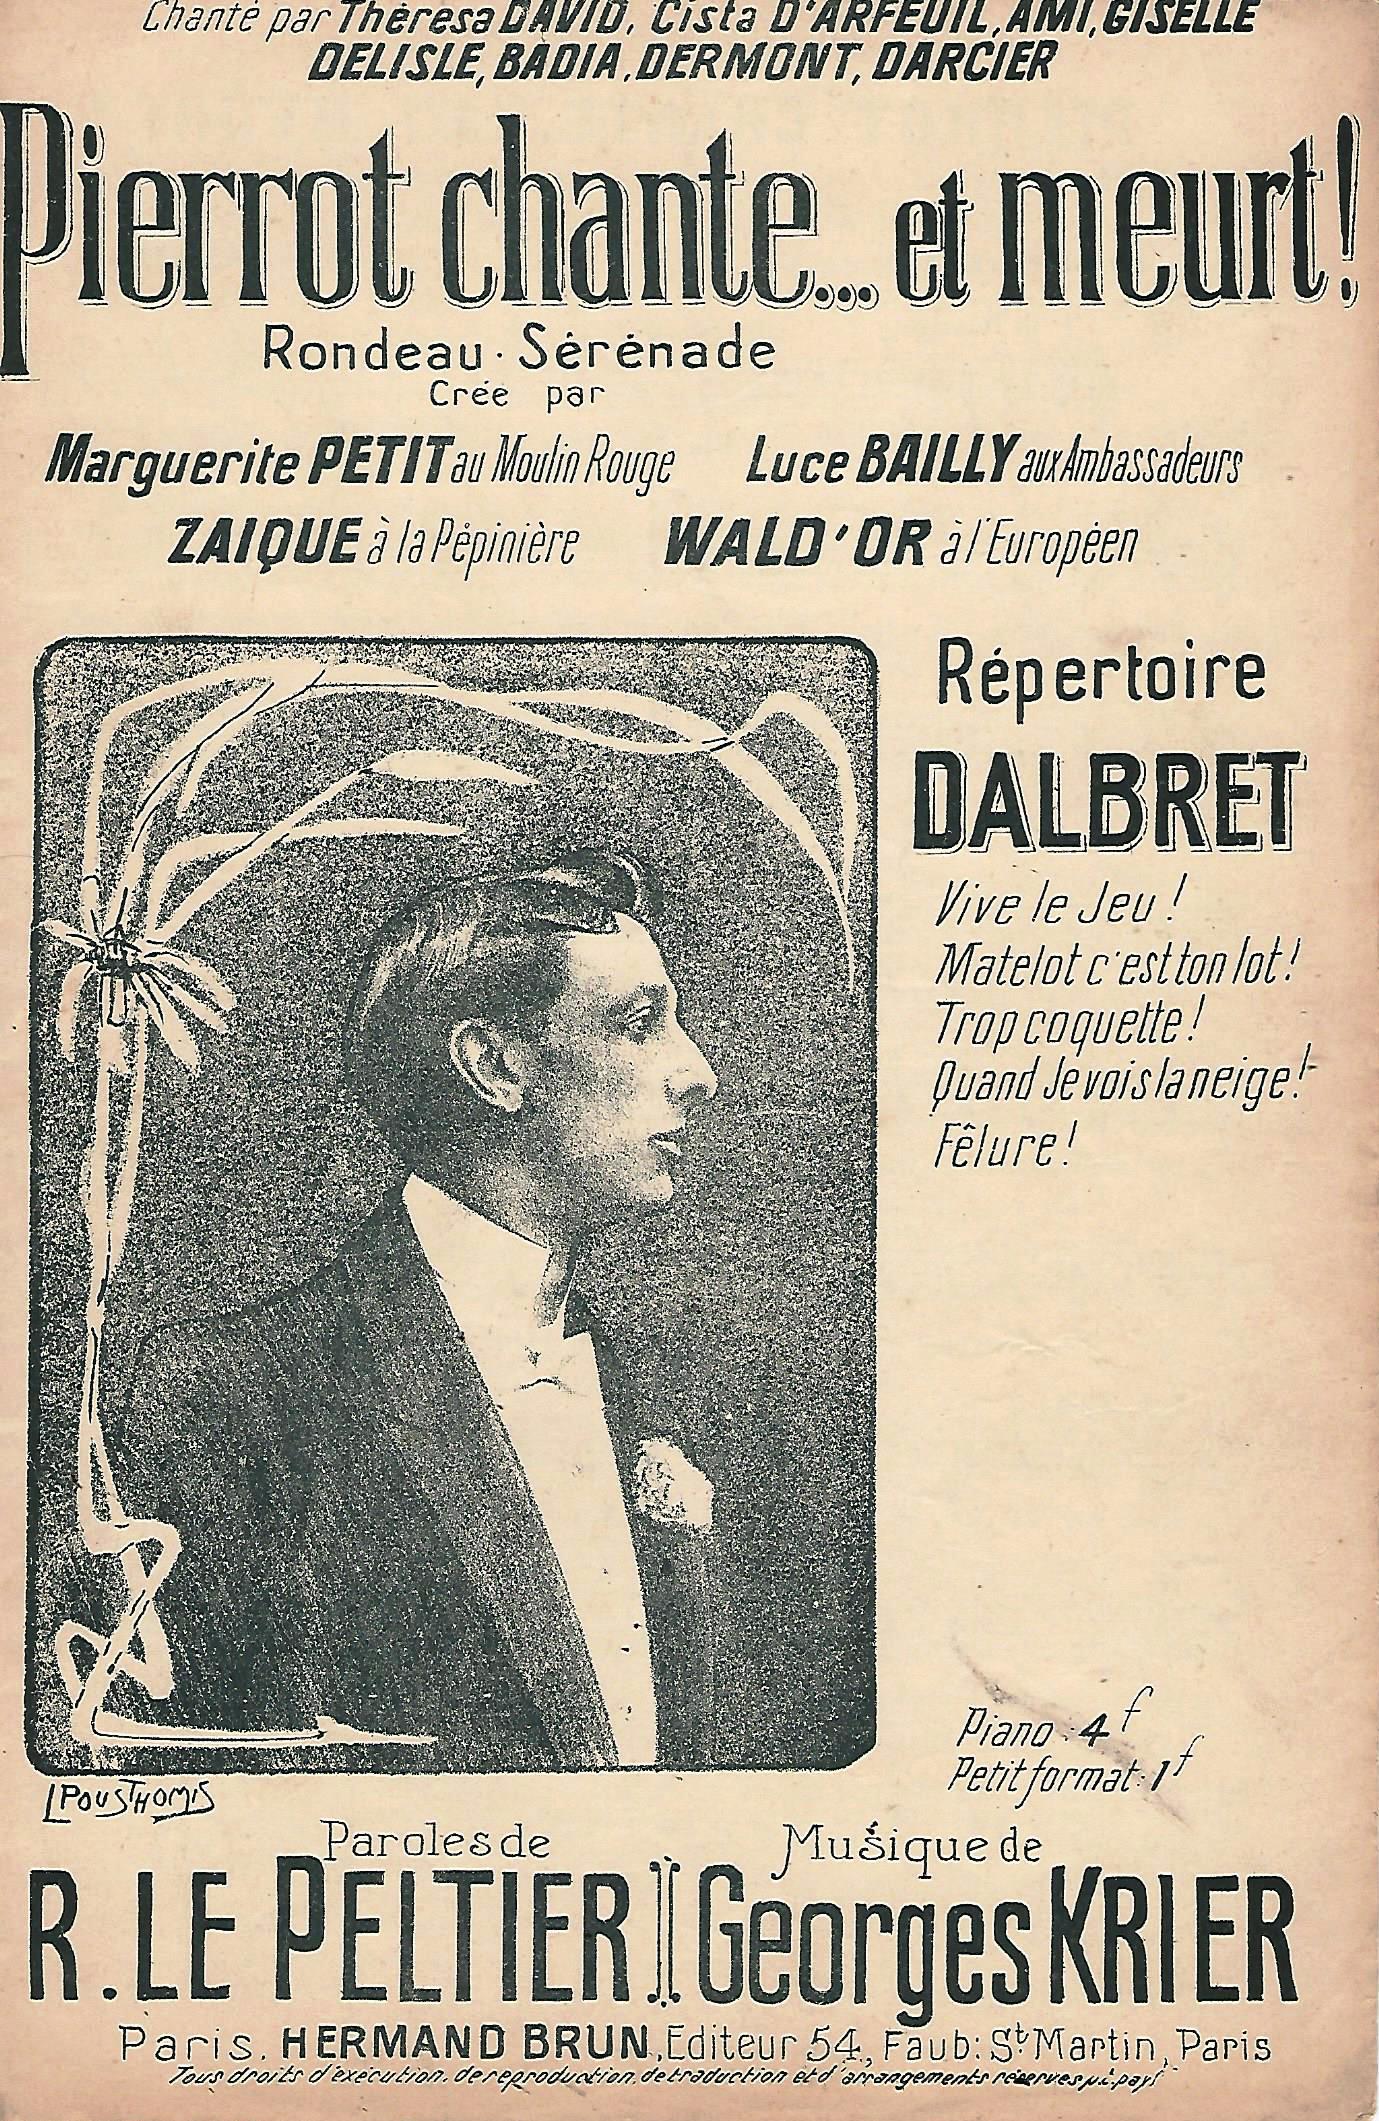 Chanté par Thérèsa DAVID, Cista D'ARFEUIL, AMI, GISELLE
DELISLE, BADIA, DERMONT, DARCIER
Pierrot chante... et meurt!
Rondeau · Sérénade
Crée par
Marguerite PETIT au Moulin Rouge Luce BAILLY aux Ambassadeurs
ZAIQUE à la Pépinière WALD'OR à l'Européen
Répertoire
DALBRET
Vive le Jeu !
Matelot c'est ton lot !
Trop coquette !
Quand Je vois la neige !
Fêlure !
Piano : 4 f
Petit format : 1 f
L POUSTHOMIS
Paroles de Musique de
R. LE PELTIER Georges KRIER
Paris. HERMAND BRUN, Editeur 54, Faub: St Martin, Paris
Tous droits d'exécution, de reproduction, de traduction et d'arrangements réservés p. t. pays